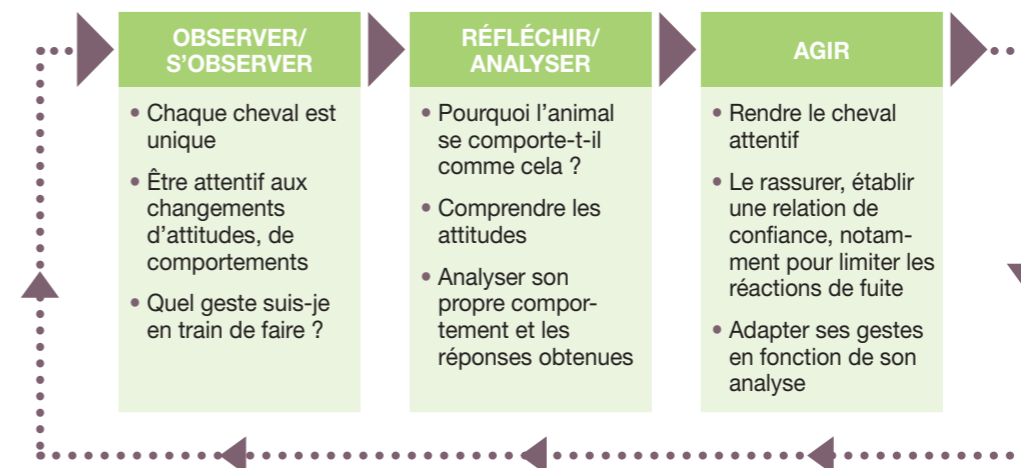 OBSERVER/
S'OBSERVER
• Chaque cheval est
unique
• Être attentif aux
changements
d'attitudes, de
comportements
• Quel geste suis-je
en train de faire ?
RÉFLÉCHIR/
ANALYSER
• Pourquoi l'animal
se comporte-t-il
comme cela ?
• Comprendre les
attitudes
• Analyser son
propre compor-
tement et les
réponses obtenues
AGIR
• Rendre le cheval
attentif
• Le rassurer, établir
une relation de
confiance, notam-
ment pour limiter les
réactions de fuite
• Adapter ses gestes
en fonction de son
analyse